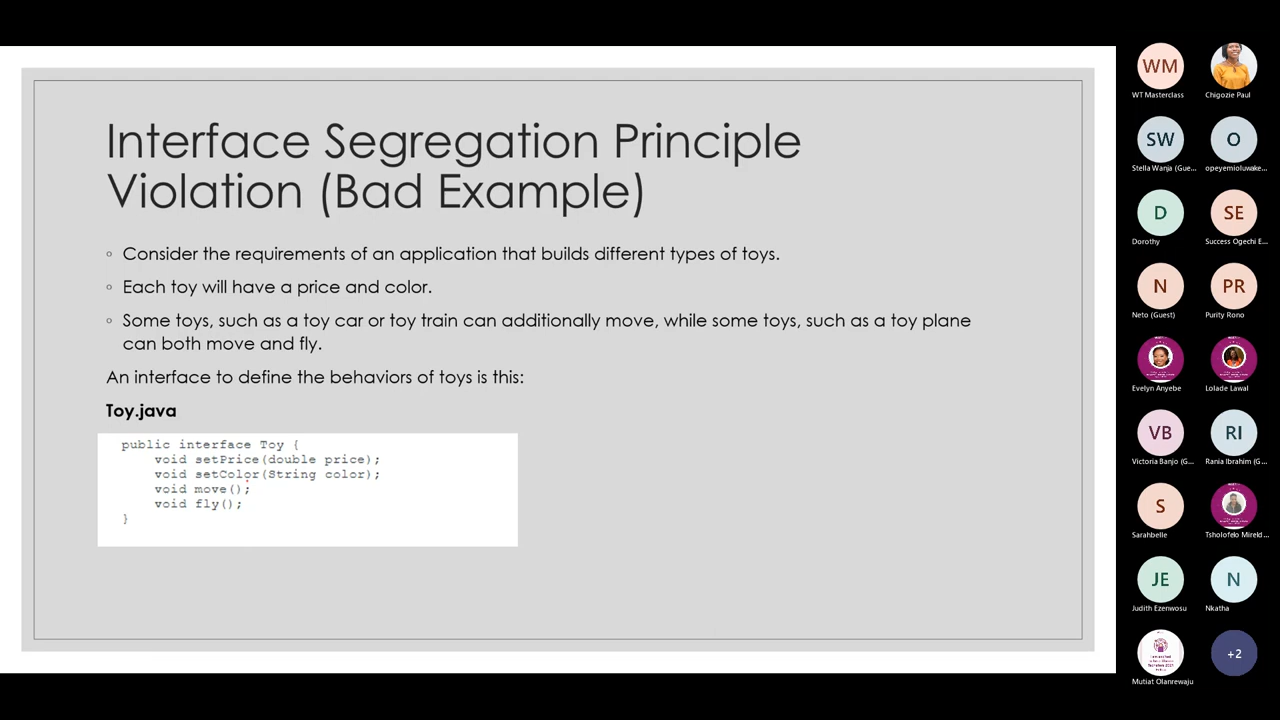 Interface Segregation Principle
Violation (Bad Example)
◦ Consider the requirements of an application that builds different types of toys.
◦ Each toy will have a price and color.
◦ Some toys, such as a toy car or toy train can additionally move, while some toys, such as a toy plane
can both move and fly.
An interface to define the behaviors of toys is this:
Toy.java
public interface Toy {
void setPrice(double price);
void setColor(String color);
void move();
void fly();
}
WM
WT Masterclass
Chigozie Paul
SW
Stella Wanja (Gue...
O
opeyemioluwake...
D
Dorothy
SE
Success Ogechi E...
N
Neto (Guest)
PR
Purity Rono
Evelyn Anyebe
Lolade Lawal
VB
Victoria Banjo (G...
RI
Rania Ibrahim (G...
S
Sarahbelle
Tsholofelo Mireld...
JE
Judith Ezenwosu
N
Nkatha
Mutiat Olanrewaju
+2